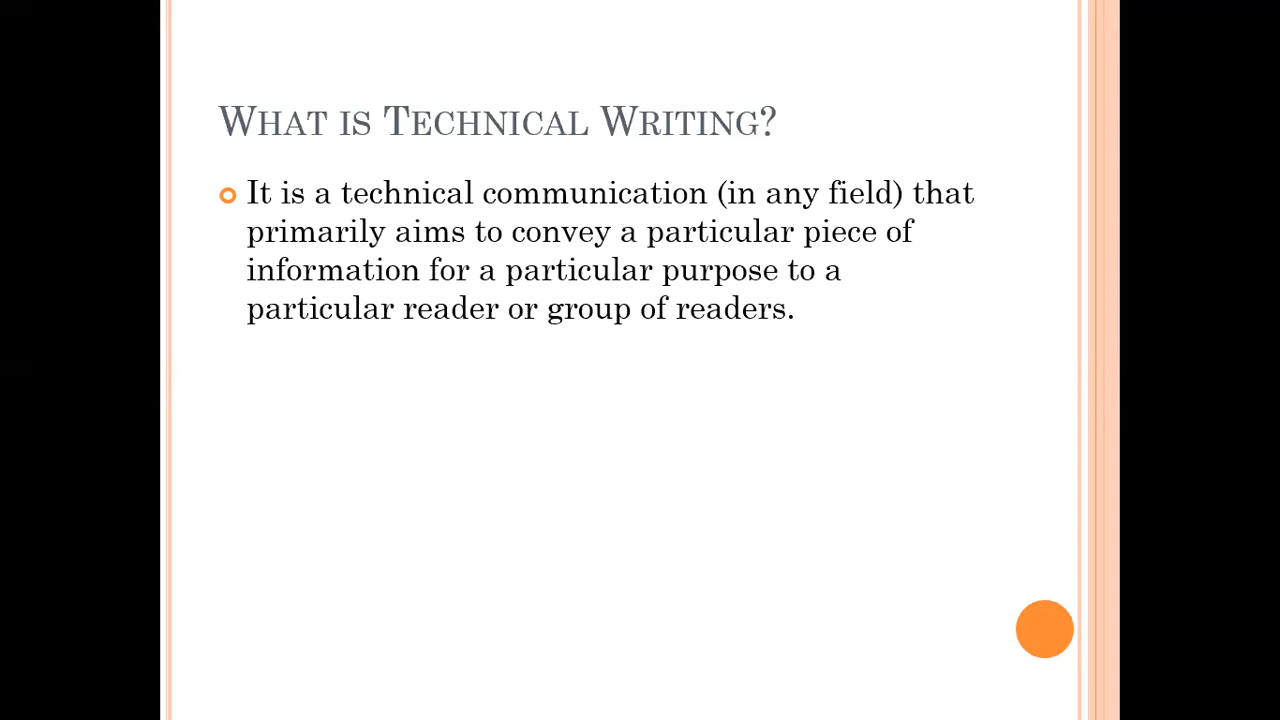 What is Technical Writing?
It is a technical communication (in any field) that
primarily aims to convey a particular piece of
information for a particular purpose to a
particular reader or group of readers.